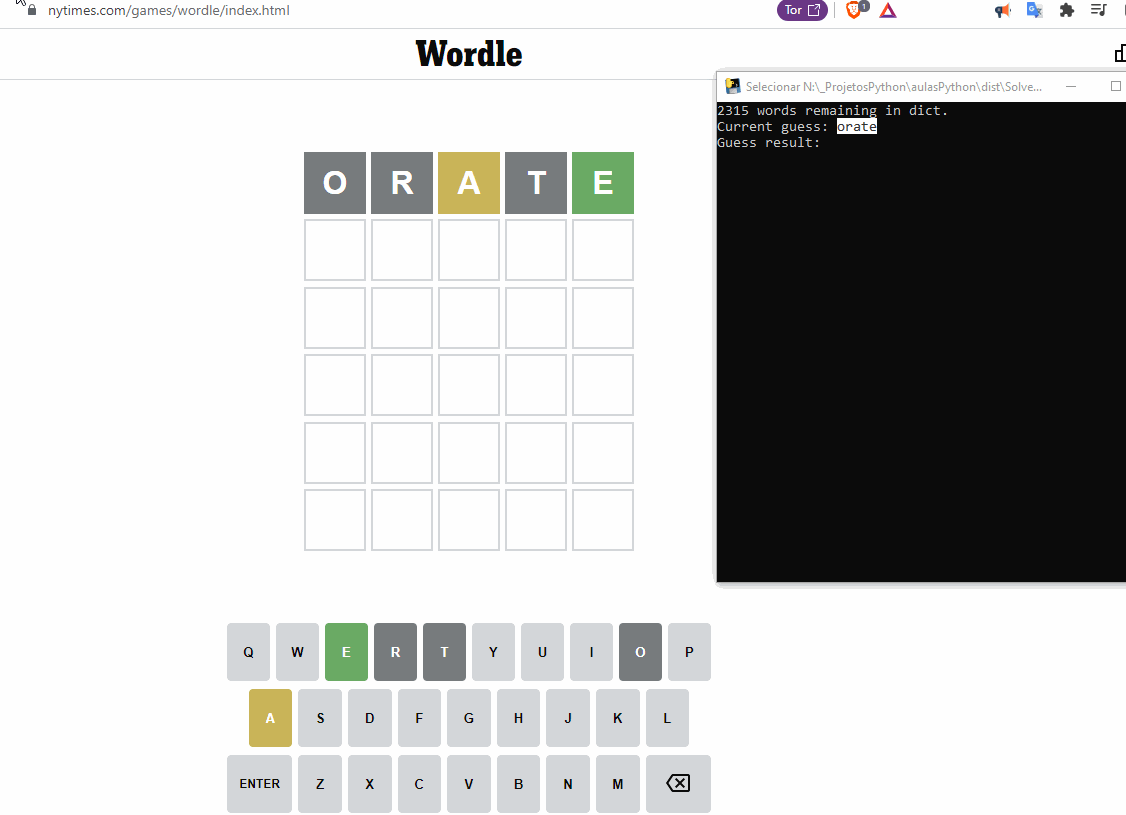 nytimes.com/games/wordle/index.html
Tor
1
Wordle
Selecionar N:\_ProjetosPython\aulasPython\dist\Solve...
2315 words remaining in dict.
Current guess: orate
Guess result:
O R A T E
Q W E R T Y U I O P
A S D F G H J K L
ENTER Z X C V B N M